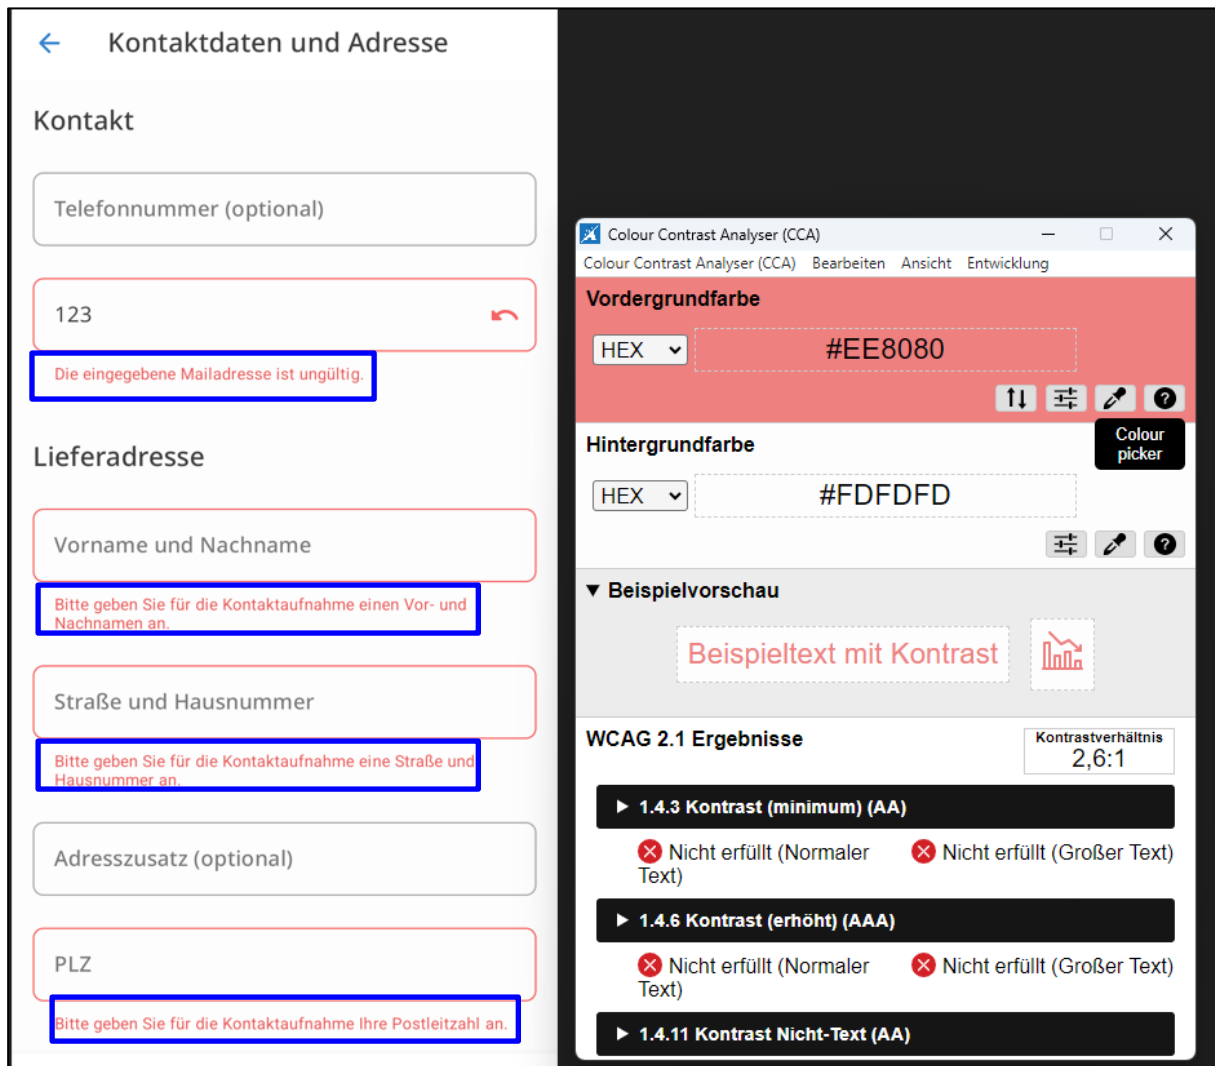 Kontaktdaten und Adresse
Kontakt
Telefonnummer (optional)
123
Die eingegebene Mailadresse ist ungültig.
Lieferadresse
Vorname und Nachname
Bitte geben Sie für die Kontaktaufnahme einen Vor- und
Nachnamen an.
Straße und Hausnummer
Bitte geben Sie für die Kontaktaufnahme eine Straße und
Hausnummer an.
Adresszusatz (optional)
PLZ
Bitte geben Sie für die Kontaktaufnahme Ihre Postleitzahl an.
Colour Contrast Analyser (CCA)
Colour Contrast Analyser (CCA) Bearbeiten Ansicht Entwicklung
Vordergrundfarbe
HEX #EE8080
Colour
picker
Hintergrundfarbe
HEX #FDFDFD
Beispielvorschau
Beispieltext mit Kontrast
WCAG 2.1 Ergebnisse
Kontrastverhältnis
2,6:1
1.4.3 Kontrast (minimum) (AA)
Nicht erfüllt (Normaler
Text)
Nicht erfüllt (Großer Text)
1.4.6 Kontrast (erhöht) (AAA)
Nicht erfüllt (Normaler
Text)
Nicht erfüllt (Großer Text)
1.4.11 Kontrast Nicht-Text (AA)